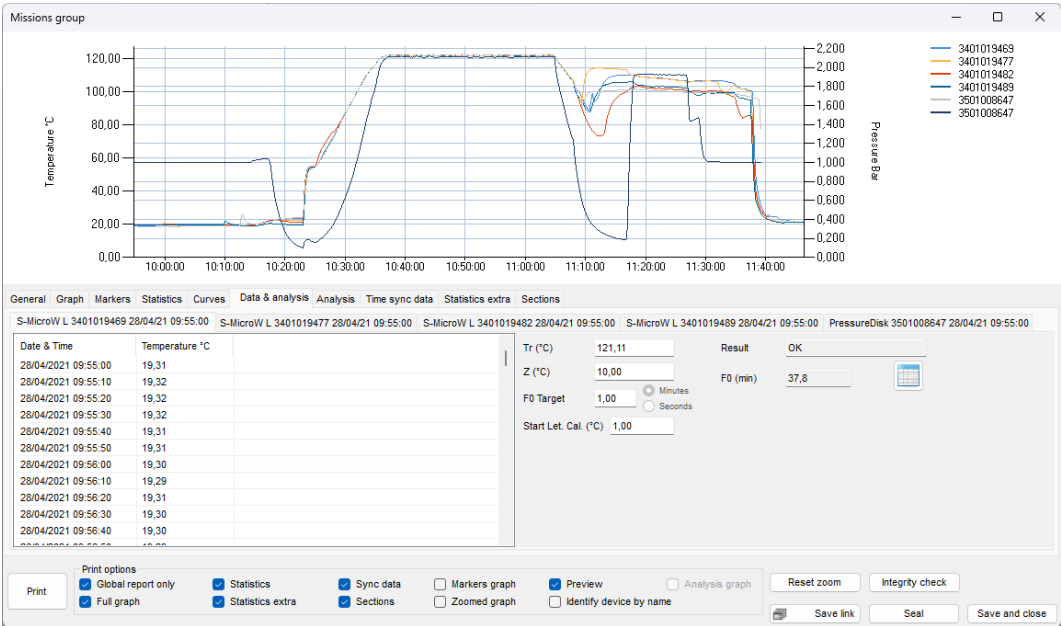 Missions group
120,00
100,00
80,00
60,00
40,00
20,00
0,00
Temperature °C
2,200
2,000
1,800
1,600
1,400
1,200
1,000
0,800
0,600
0,400
0,200
0,000
Pressure Bar
10:00:00 10:10:00 10:20:00 10:30:00 10:40:00 10:50:00 11:00:00 11:10:00 11:20:00 11:30:00 11:40:00
3401019469
3401019477
3401019482
3401019489
3501008647
3501008647
General Graph Markers Statistics Curves Data & analysis Analysis Time sync data Statistics extra Sections
S-MicroW L 3401019469 28/04/21 09:55:00 S-MicroW L 3401019477 28/04/21 09:55:00 S-MicroW L 3401019482 28/04/21 09:55:00 S-MicroW L 3401019489 28/04/21 09:55:00 PressureDisk 3501008647 28/04/21 09:55:00
Date & Time Temperature °C
28/04/2021 09:55:00 19,31
28/04/2021 09:55:10 19,32
28/04/2021 09:55:20 19,32
28/04/2021 09:55:30 19,32
28/04/2021 09:55:40 19,31
28/04/2021 09:55:50 19,31
28/04/2021 09:56:00 19,30
28/04/2021 09:56:10 19,29
28/04/2021 09:56:20 19,31
28/04/2021 09:56:30 19,30
28/04/2021 09:56:40 19,30
Tr (°C) 121,11
Z (°C) 10,00
F0 Target 1,00 Minutes
Seconds
Start Let. Cal. (°C) 1,00
Result OK
F0 (min) 37,8
Print
Print options
Global report only Statistics Sync data Markers graph Preview Analysis graph
Full graph Statistics extra Sections Zoomed graph Identify device by name
Reset zoom Integrity check
Save link Seal Save and close